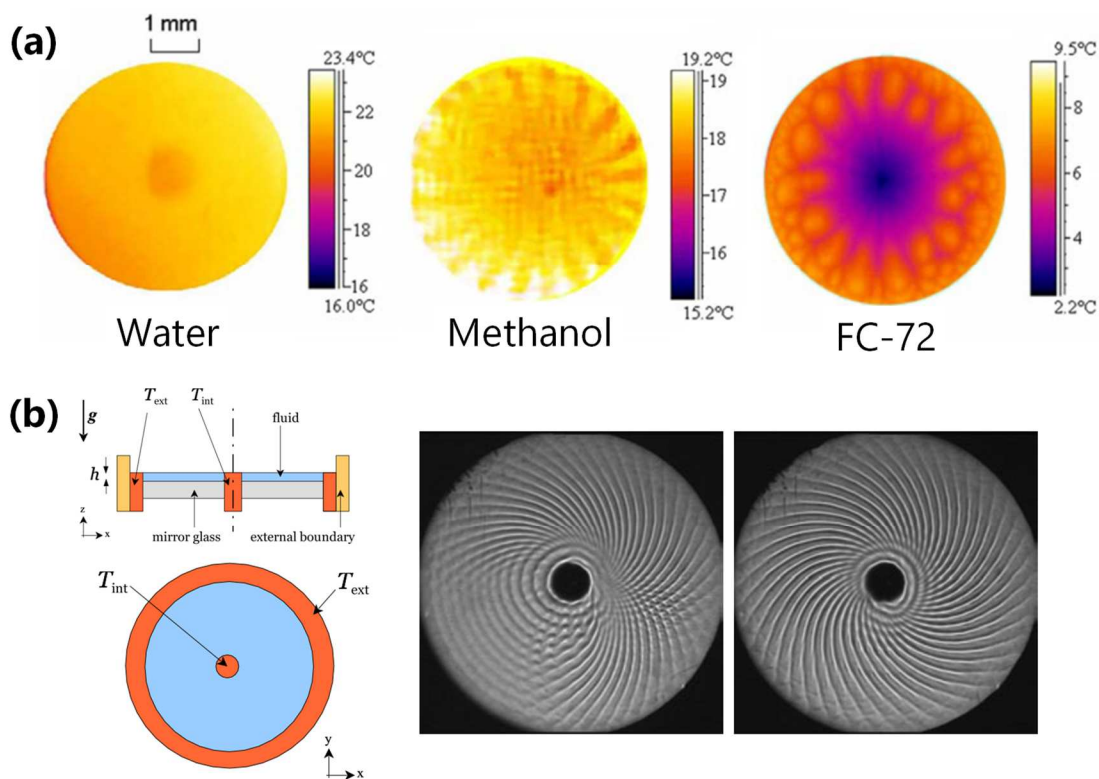 (a)
1 mm
23.4°C
22
20
18
16
16.0°C
Water
19.2°C
19
18
17
16
15.2°C
Methanol
9.5°C
8
6
4
2.2°C
FC-72
(b)
g
T_ext
T_int
fluid
h
z
x
mirror glass
external boundary
T_int
T_ext
y
x